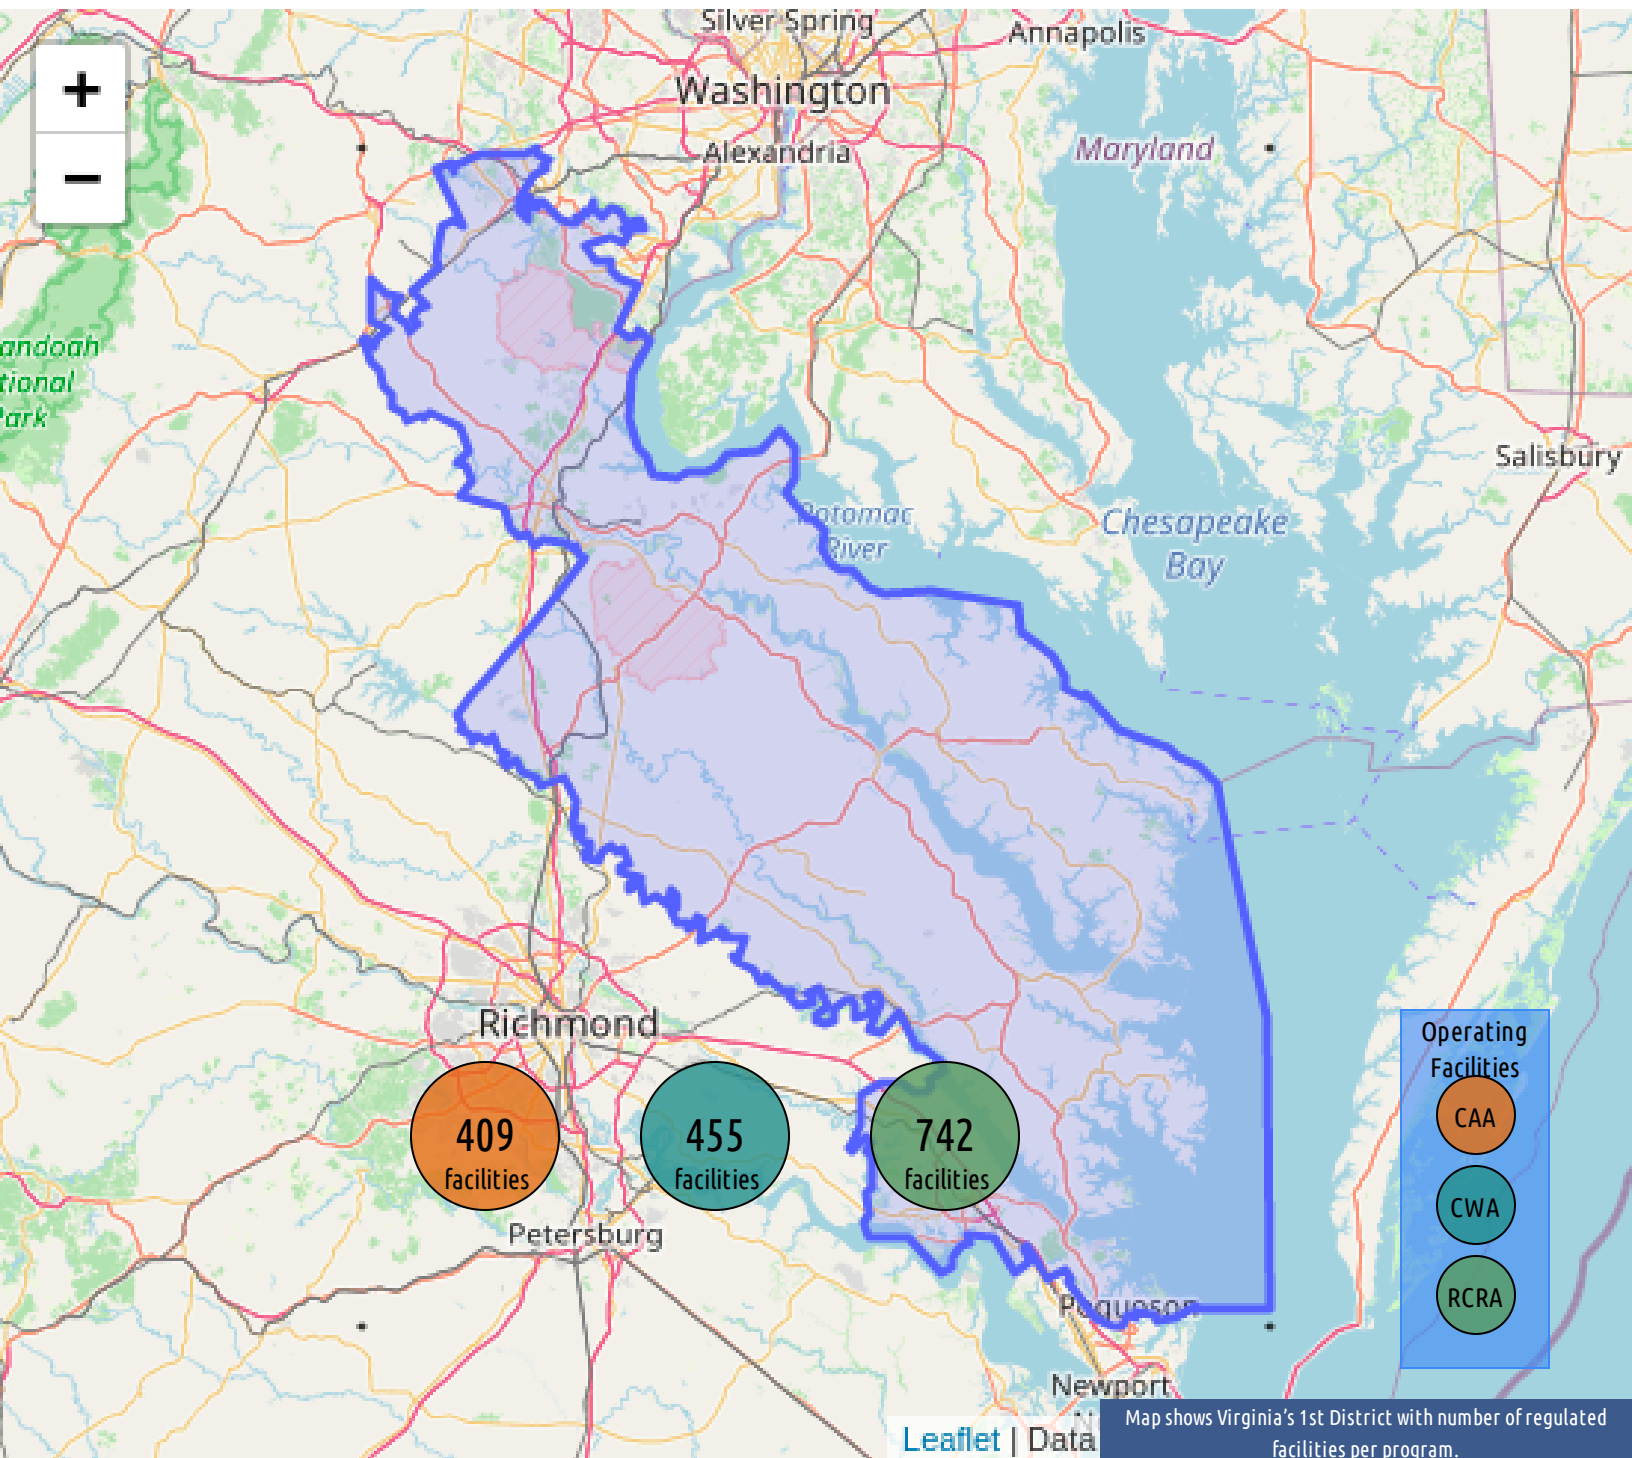 Silver Spring
Annapolis
+
Washington
Maryland
Alexandria
−
andoah
tional
Park
Salisbury
Potomac
River
Chesapeake
Bay
Richmond
Operating
Facilities
409
facilities
455
facilities
742
facilities
CAA
CWA
RCRA
Petersburg
Poquoson
Newport
Leaflet | Data
Map shows Virginia's 1st District with number of regulated
facilities per program.